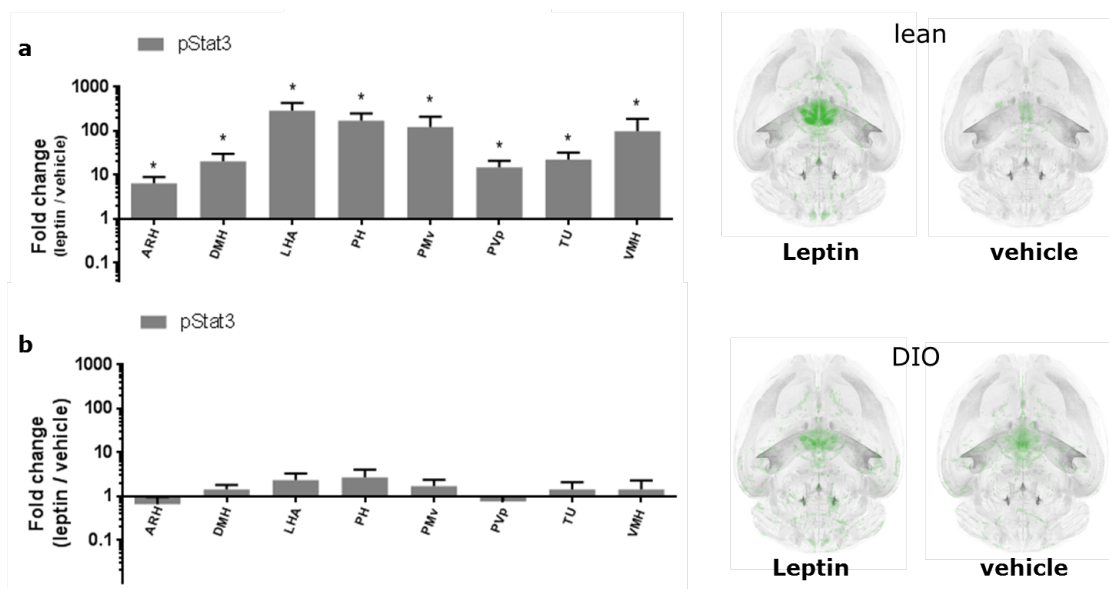 a
pStat3
Fold change
(leptin / vehicle)
1000
100
10
1
0.1
*
*
*
*
*
*
*
*
ARH
DMH
LHA
PH
PMv
PVp
TU
VMH
lean
Leptin
vehicle
b
pStat3
Fold change
(leptin / vehicle)
1000
100
10
1
0.1
ARH
DMH
LHA
PH
PMv
PVp
TU
VMH
DIO
Leptin
vehicle